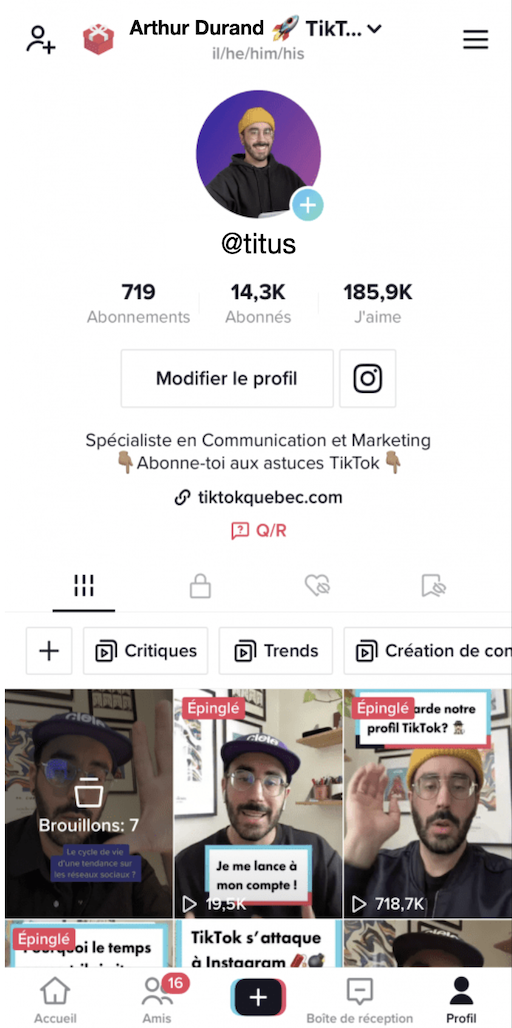 Arthur Durand 🚀 TikT...
il/he/him/his
@titus
719 14,3K 185,9K
Abonnements Abonnés J'aime
Modifier le profil
Spécialiste en Communication et Marketing
👇🏽Abonne-toi aux astuces TikTok👇🏽
tiktokquebec.com
Q/R
Critiques Trends Création de con
Épinglé
Épinglé arde notre
profil TikTok?
Brouillons: 7
Le cycle de vie
d'une tendance sur
les réseaux sociaux ?
Je me lance à
mon compte !
19,5K
718,7K
Épinglé
quoi le temps
TikTok s'attaque
à Instagram
16
Accueil Amis Boîte de réception Profil